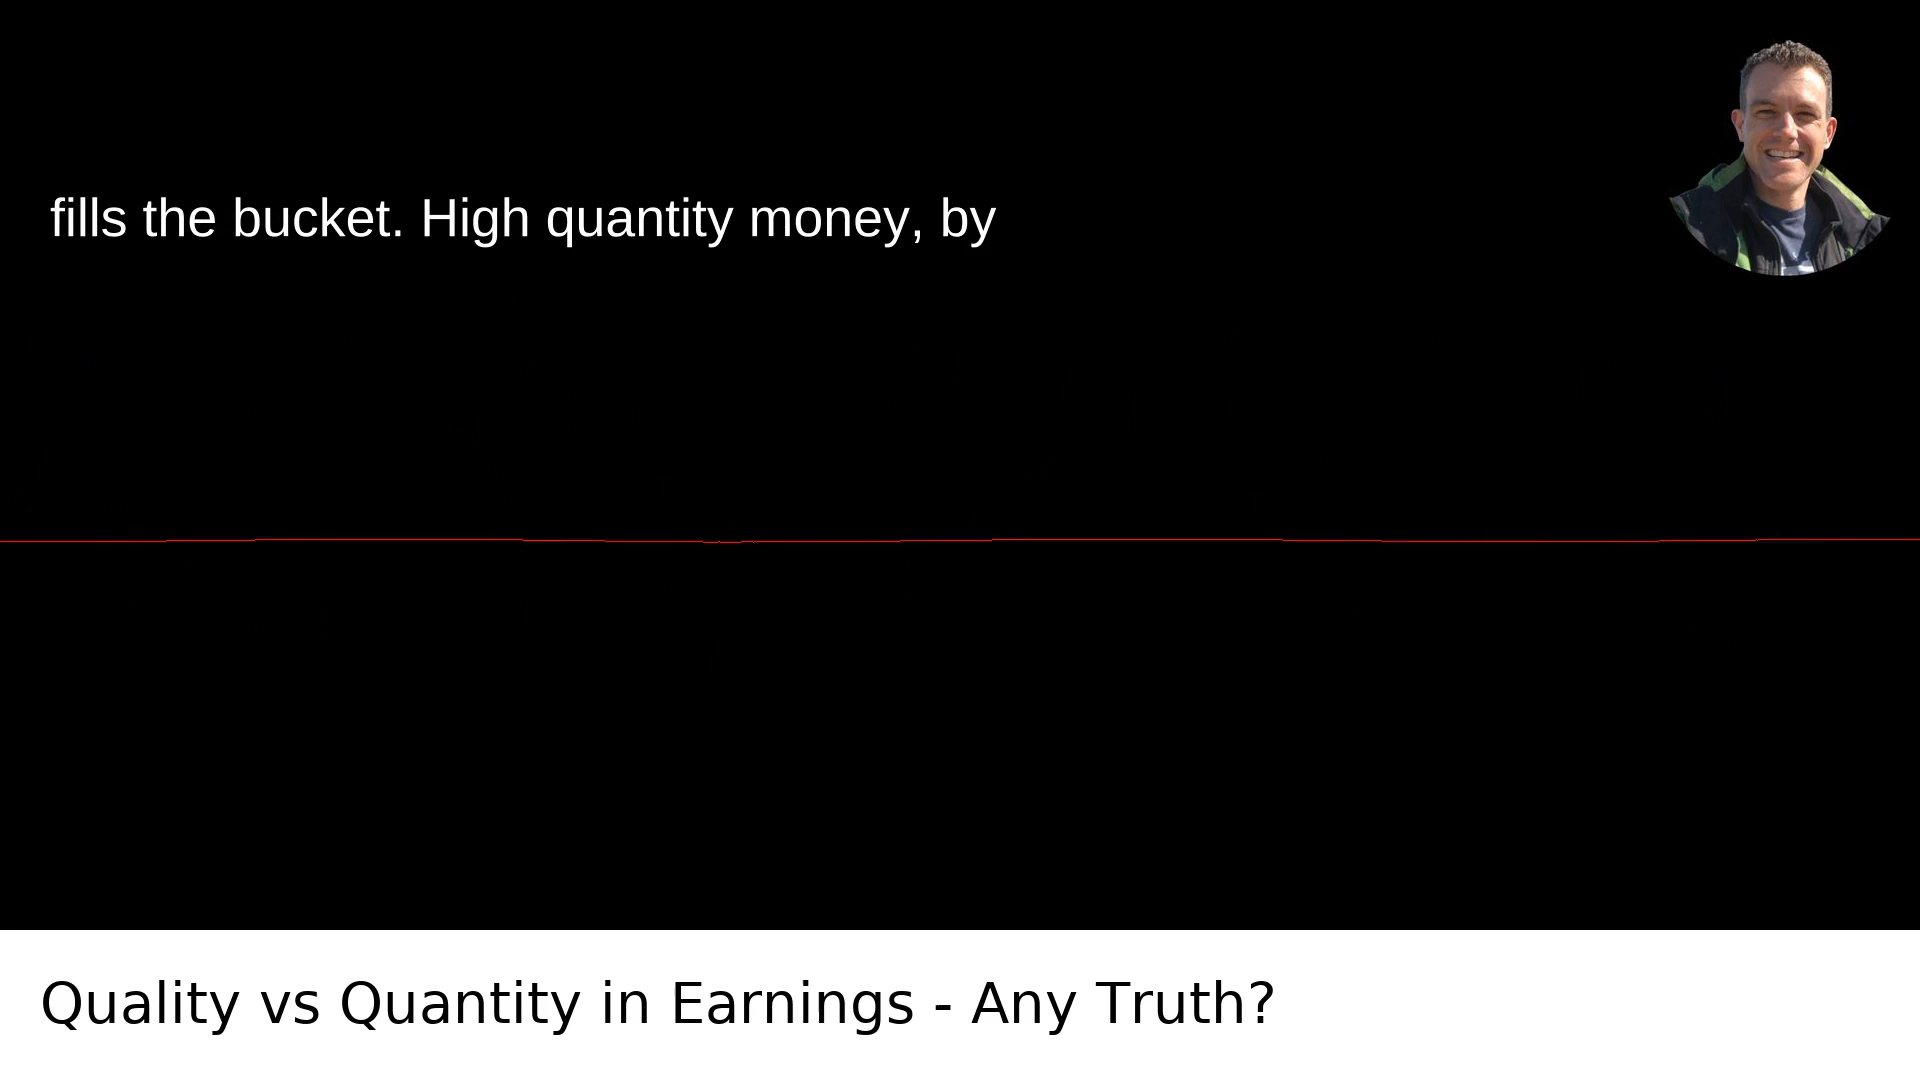 fills the bucket. High quantity money, by
Quality vs Quantity in Earnings - Any Truth?